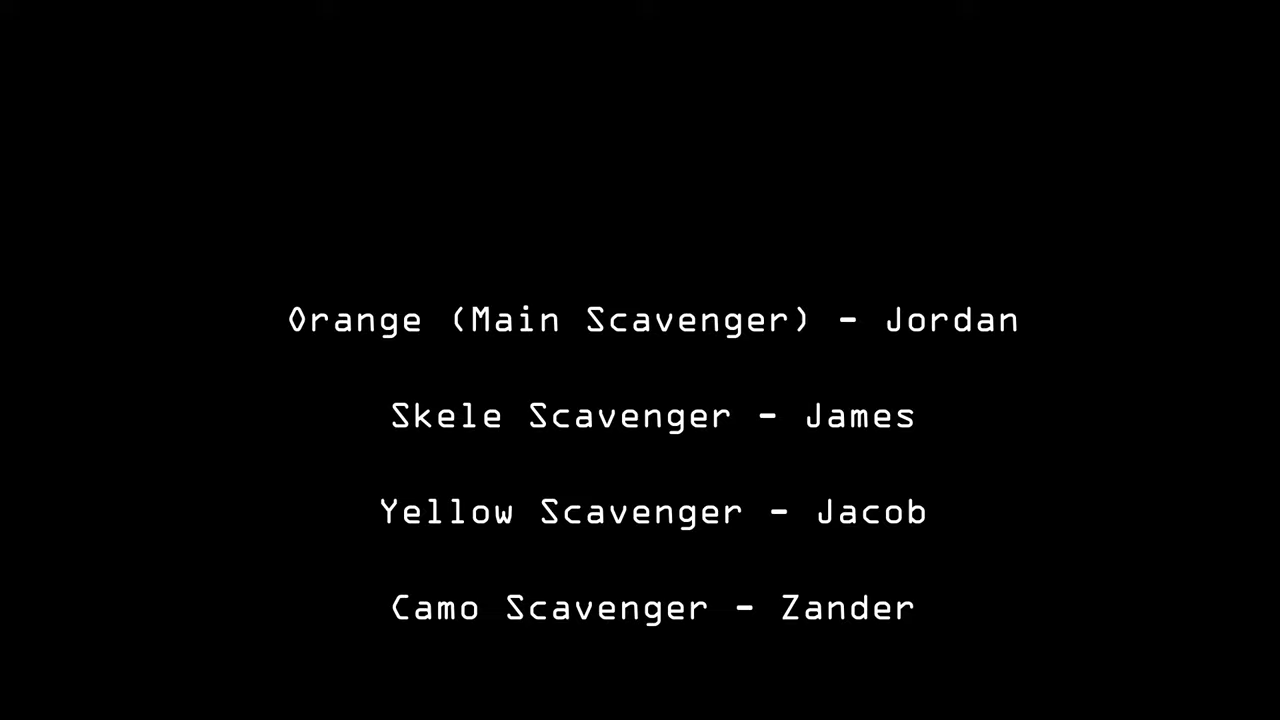 Orange (Main Scavenger) - Jordan
Skele Scavenger - James
Yellow Scavenger - Jacob
Camo Scavenger - Zander